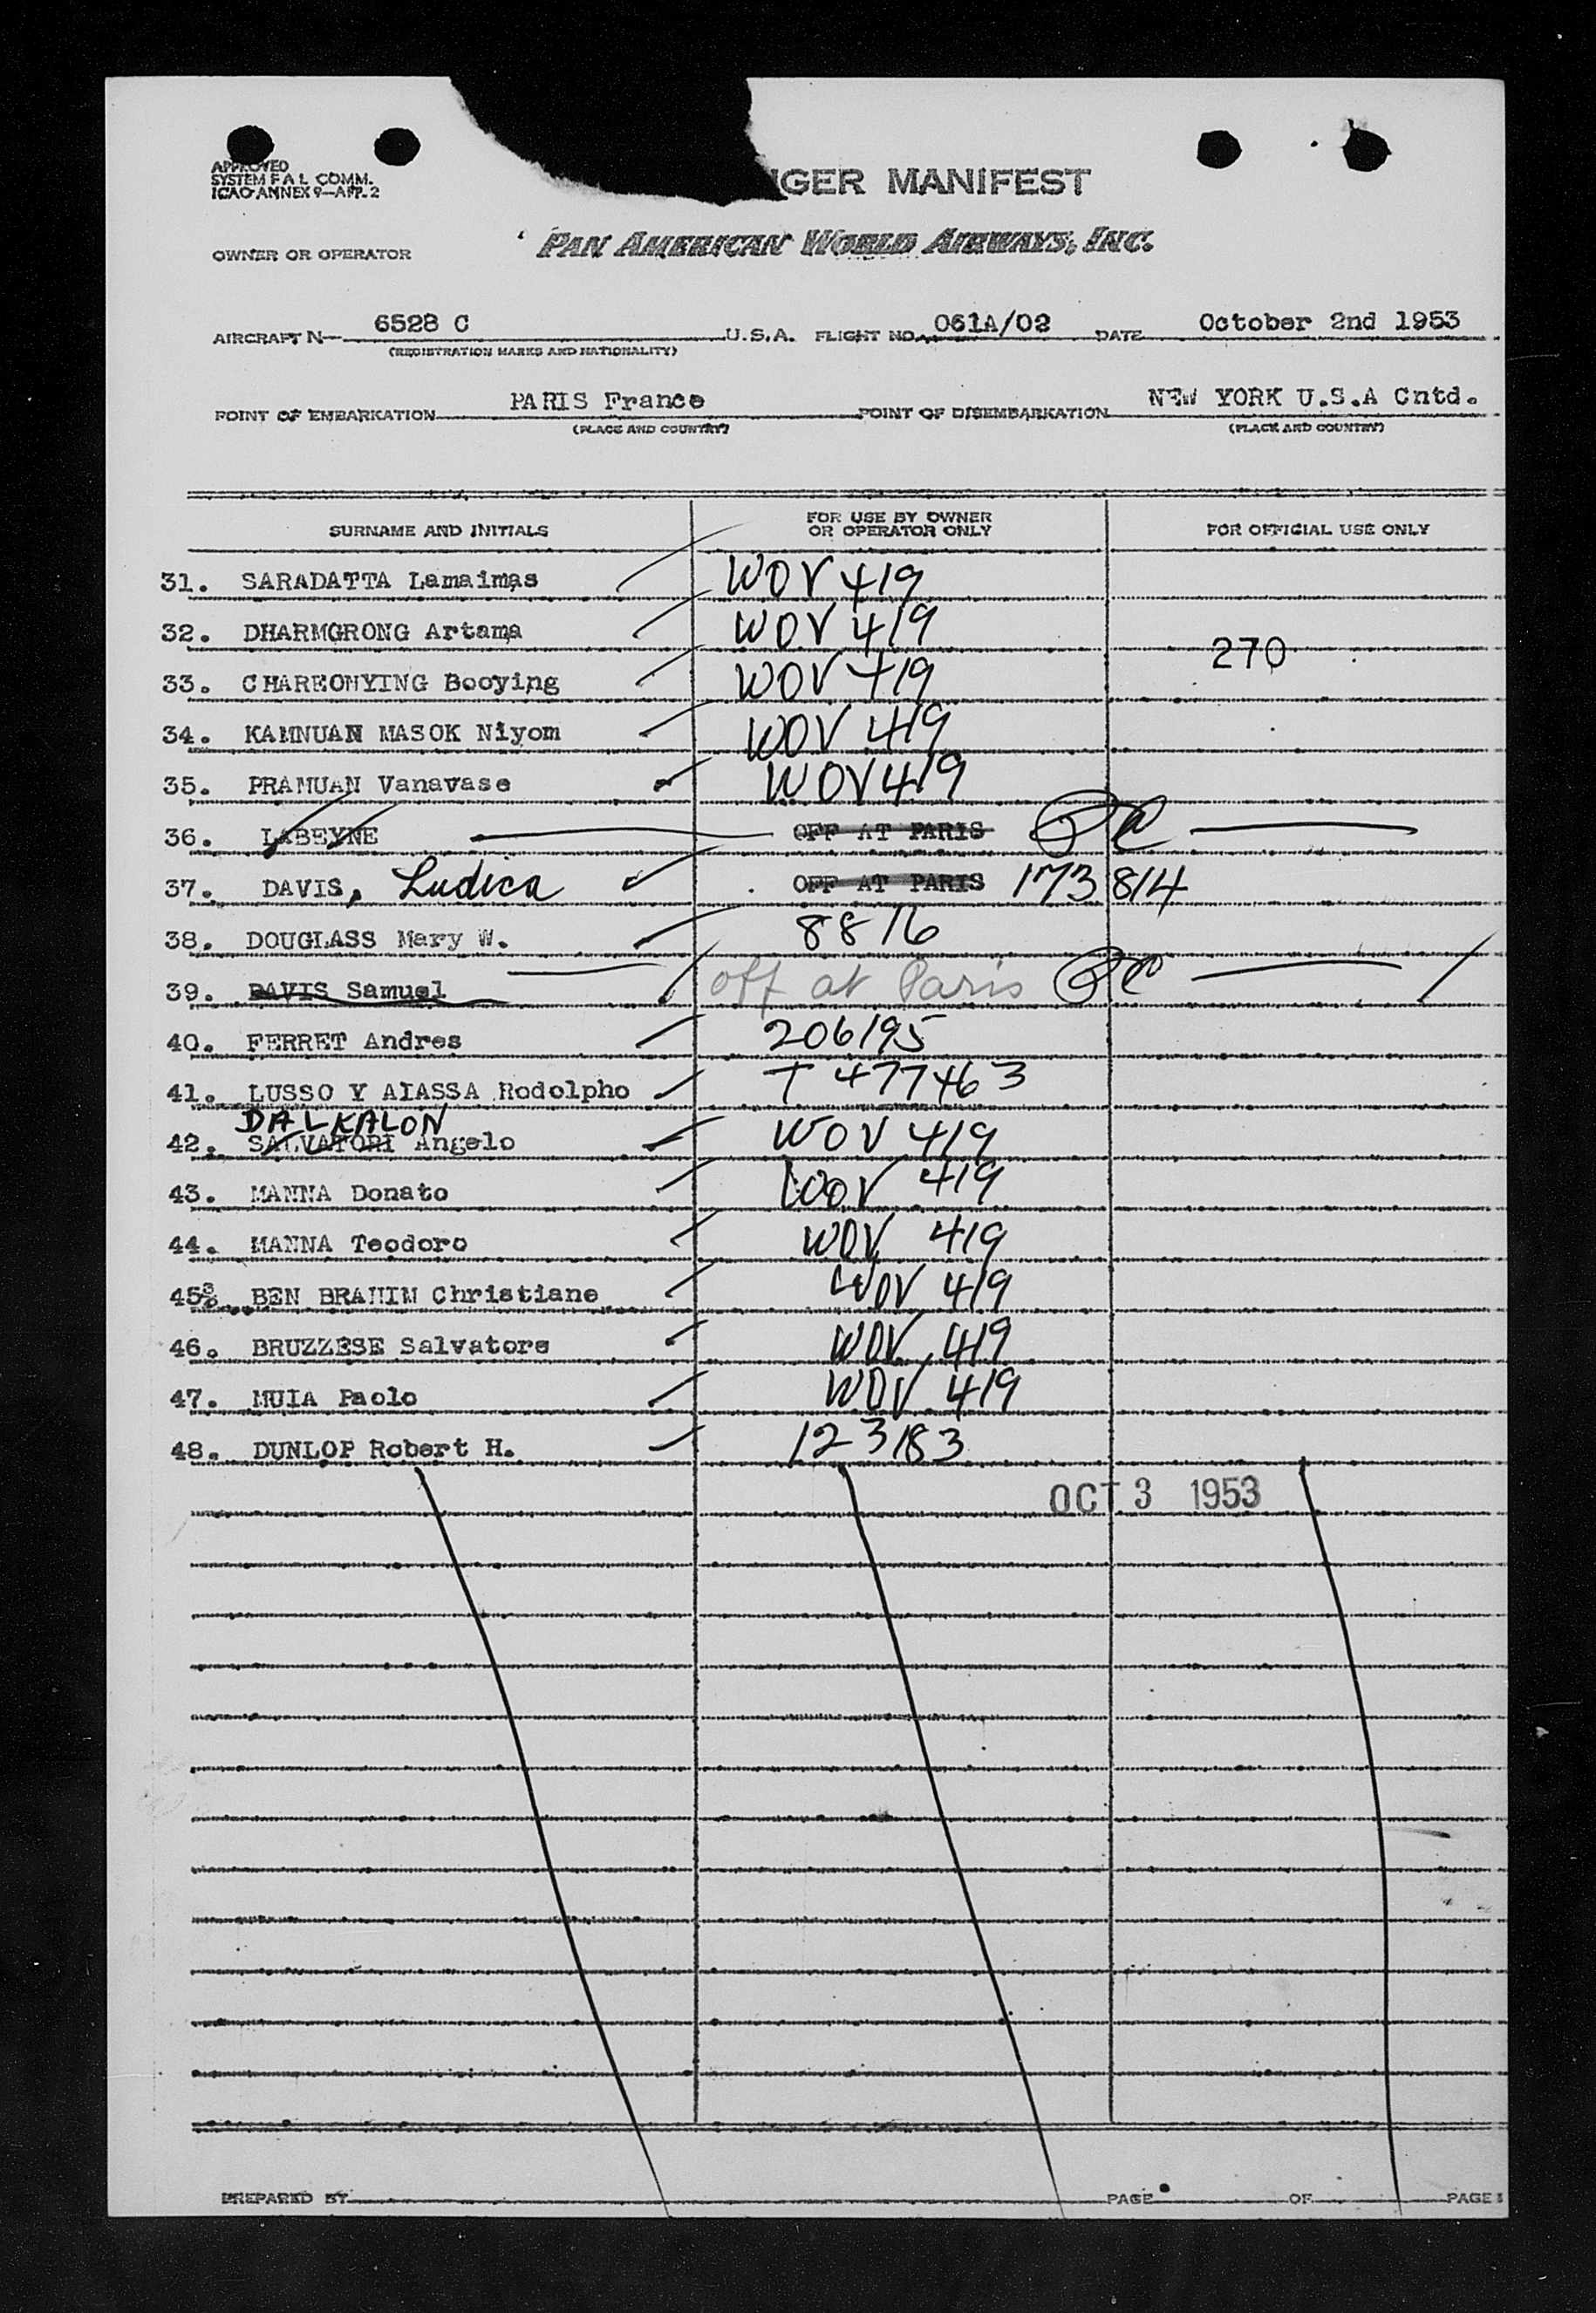 APPROVED
SYSTEM F A L COMM.
ICAO ANNEX 9—APP. 2
NGER MANIFEST
OWNER OR OPERATOR PAN AMERICAN WORLD AIRWAYS, INC.
AIRCRAFT N— 6528 C U.S.A. FLIGHT NO. 061A/02 DATE October 2nd 1953
(REGISTRATION MARKS AND NATIONALITY)
POINT OF EMBARKATION PARIS France POINT OF DISEMBARKATION NEW YORK U.S.A Cntd.
(PLACE AND COUNTRY) (PLACE AND COUNTRY)
SURNAME AND INITIALS FOR USE BY OWNER OR OPERATOR ONLY FOR OFFICIAL USE ONLY
31. SARADATTA Lamaimas WOV 419
32. DHARMGRONG Artama WOV 419
270
33. CHAREONYING Booying WOV 419
34. KAMNUAN MASOK Niyom WOV 419
35. PRAMUAN Vanavase WOV 419
36. LABEYNE OFF AT PARIS
37. DAVIS, Ludica OFF AT PARIS 173814
38. DOUGLASS Mary W. 8816
39. DAVIS Samuel off at Paris
40. FERRET Andres 206195
41. LUSSO Y AIASSA Rodolpho T 477463
DALKALON
42. SALVATORI Angelo WOV 419
43. MANNA Donato WOV 419
44. MANNA Teodoro WOV 419
45. BEN BRAHIM Christiane WOV 419
46. BRUZZESE Salvatore WOV 419
47. MUIA Paolo WOV 419
48. DUNLOP Robert H. 123183
OCT 3 1953
PREPARED BY PAGE OF PAGES